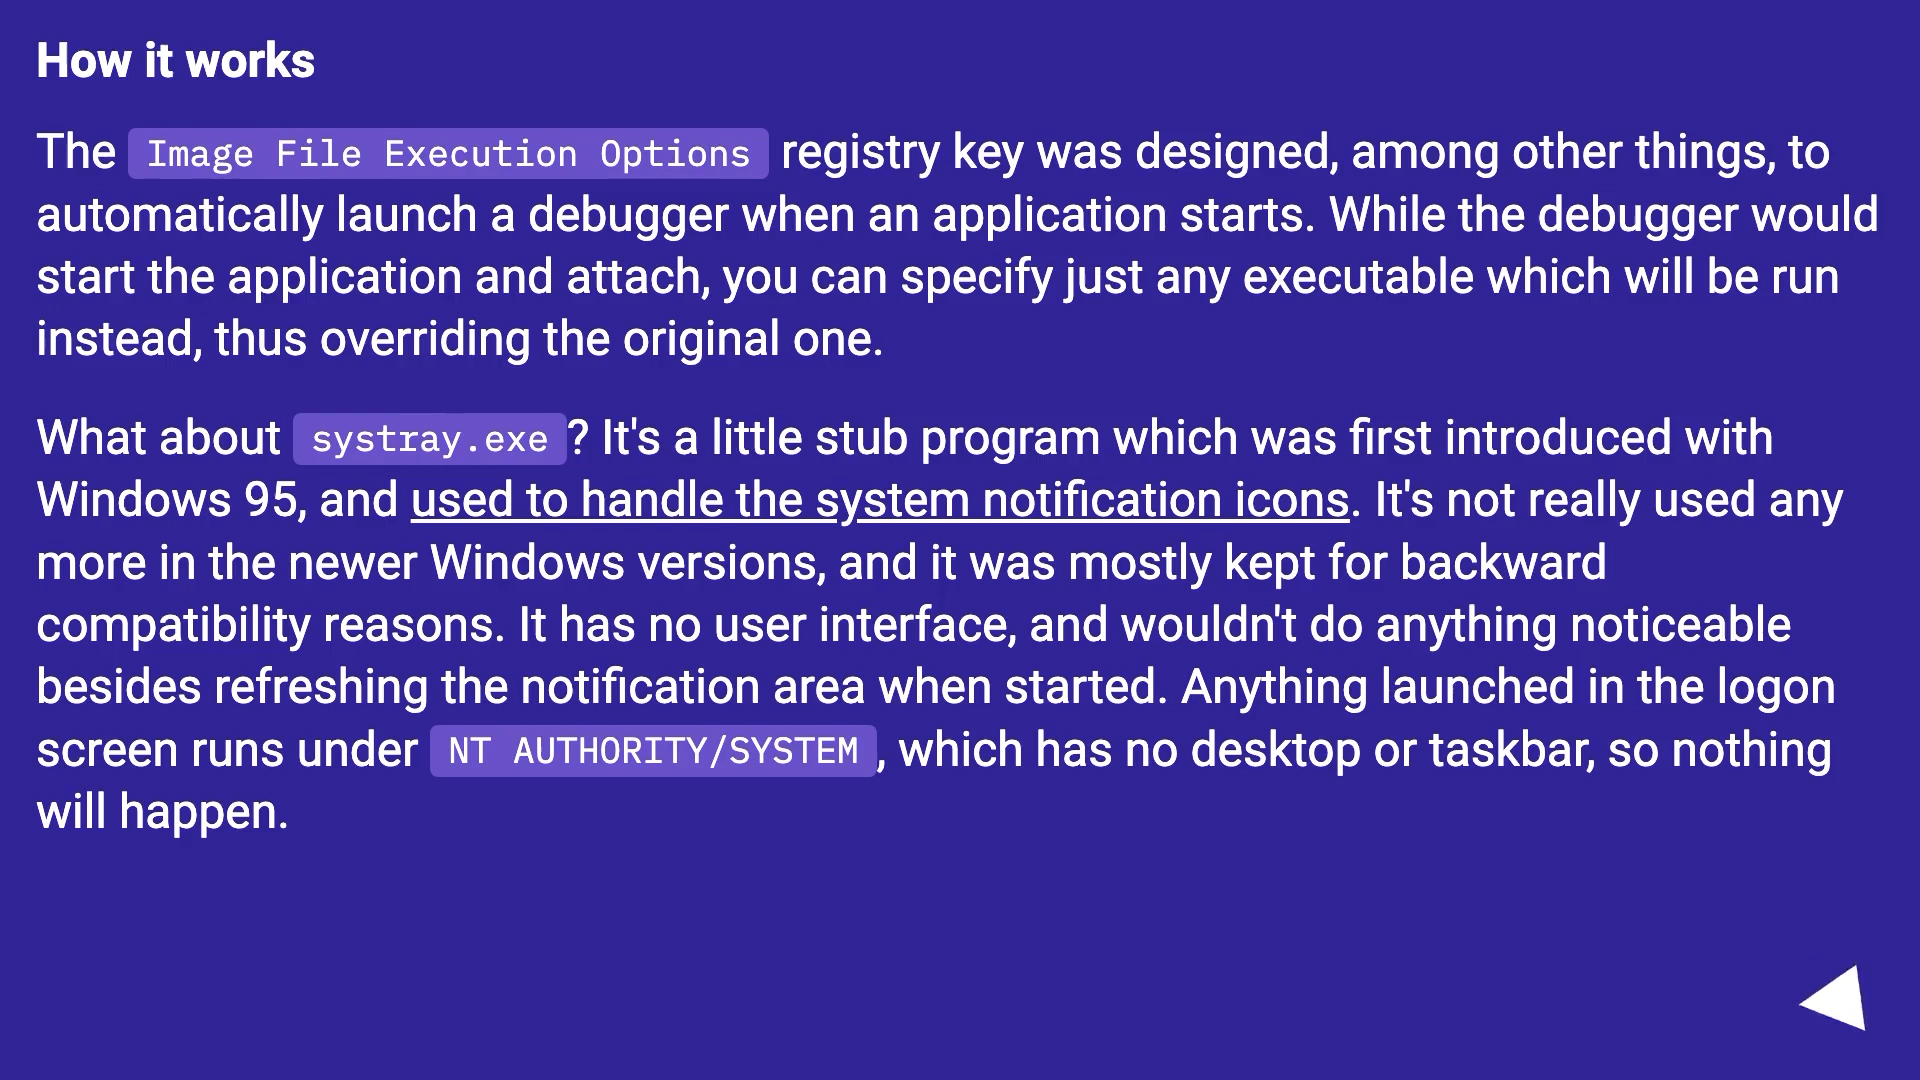 How it works
The Image File Execution Options registry key was designed, among other things, to
automatically launch a debugger when an application starts. While the debugger would
start the application and attach, you can specify just any executable which will be run
instead, thus overriding the original one.
What about systray.exe? It's a little stub program which was first introduced with
Windows 95, and used to handle the system notification icons. It's not really used any
more in the newer Windows versions, and it was mostly kept for backward
compatibility reasons. It has no user interface, and wouldn't do anything noticeable
besides refreshing the notification area when started. Anything launched in the logon
screen runs under NT AUTHORITY/SYSTEM, which has no desktop or taskbar, so nothing
will happen.